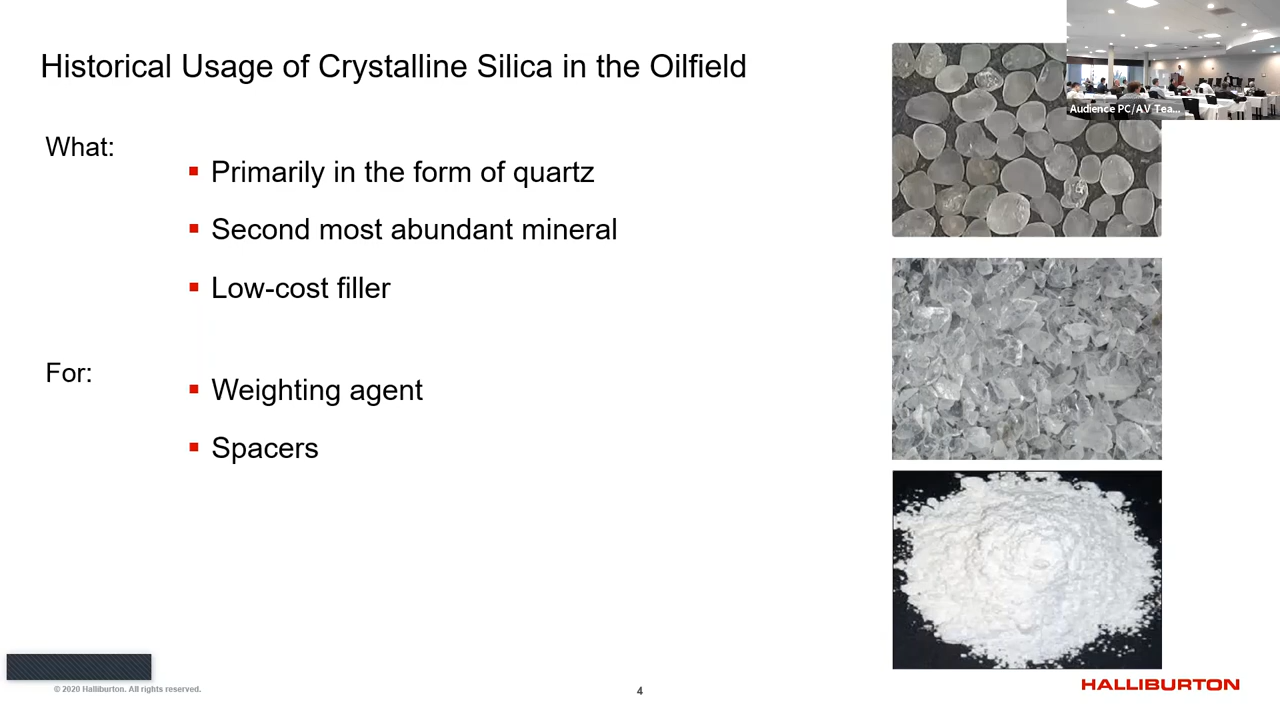 Historical Usage of Crystalline Silica in the Oilfield
Audience PC/AV Tea...
What:
Primarily in the form of quartz
Second most abundant mineral
Low-cost filler
For:
Weighting agent
Spacers
© 2020 Halliburton. All rights reserved.
4
HALLIBURTON